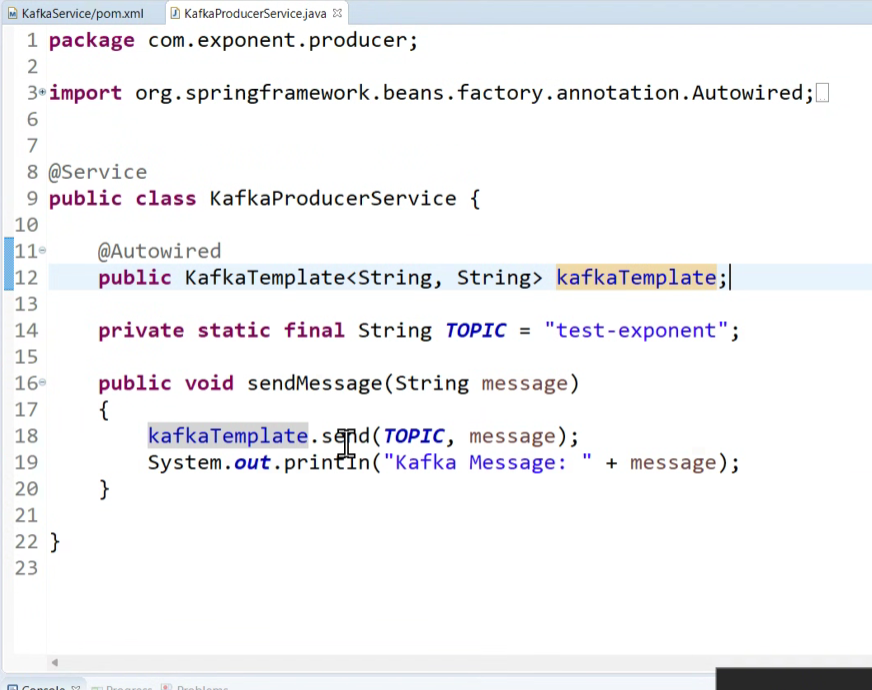 KafkaService/pom.xml KafkaProducerService.java
1 package com.exponent.producer;
2
3 import org.springframework.beans.factory.annotation.Autowired;
6
7
8 @Service
9 public class KafkaProducerService {
10
11 @Autowired
12 public KafkaTemplate<String, String> kafkaTemplate;
13
14 private static final String TOPIC = "test-exponent";
15
16 public void sendMessage(String message)
17 {
18 kafkaTemplate.send(TOPIC, message);
19 System.out.println("Kafka Message: " + message);
20 }
21
22 }
23
Console Progress Problems